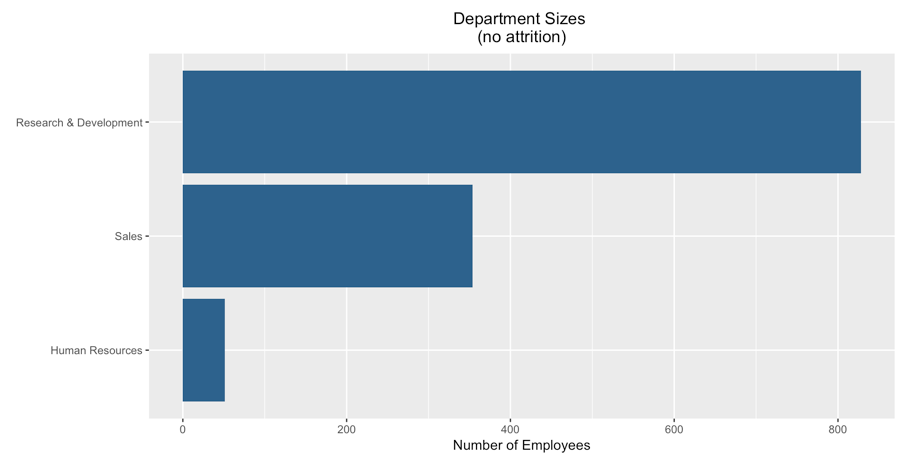 Department Sizes
(no attrition)
Research & Development
Sales
Human Resources
0 200 400 600 800
Number of Employees